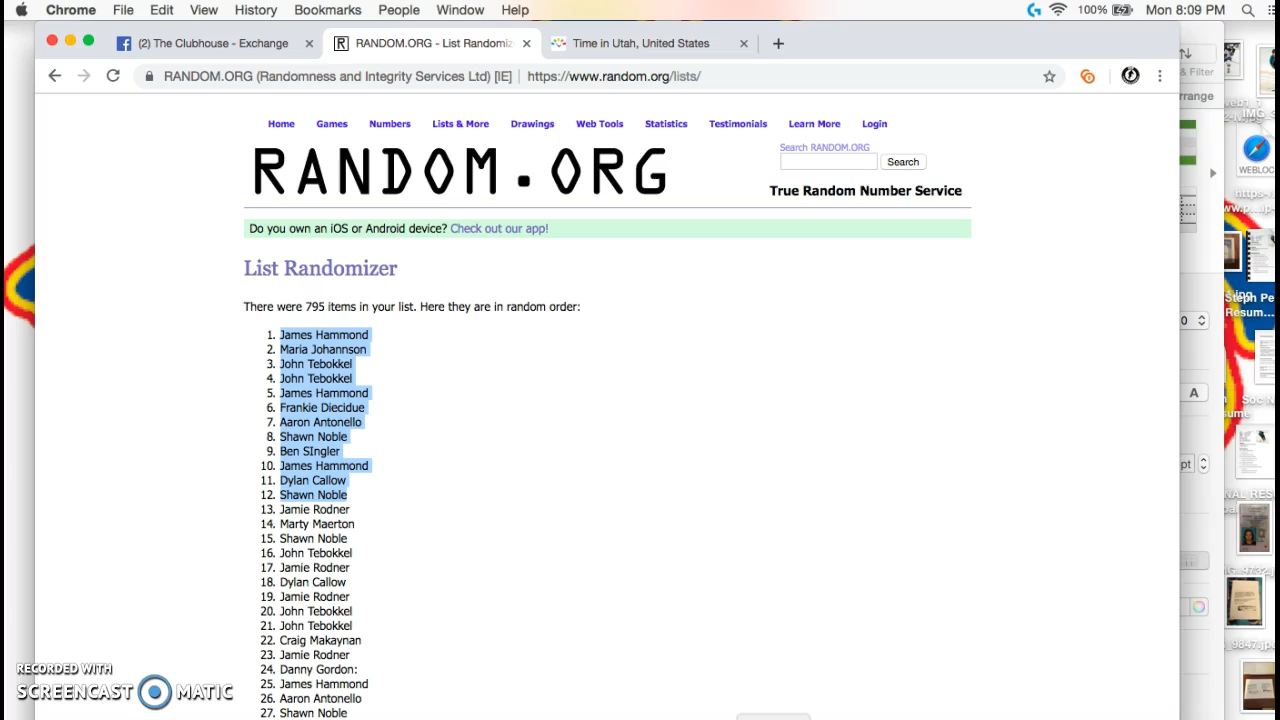 Chrome File Edit View History Bookmarks People Window Help 100% Mon 8:09 PM
(2) The Clubhouse - Exchange RANDOM.ORG - List Randomiz Time in Utah, United States
RANDOM.ORG (Randomness and Integrity Services Ltd) [IE] https://www.random.org/lists/
& Filter
Home Games Numbers Lists & More Drawings Web Tools Statistics Testimonials Learn More Login
RANDOM.ORG
Search RANDOM.ORG
Search
True Random Number Service
Do you own an iOS or Android device? Check out our app!
List Randomizer
There were 795 items in your list. Here they are in random order:
1. James Hammond
2. Maria Johannson
3. John Tebokkel
4. John Tebokkel
5. James Hammond
6. Frankie Diecidue
7. Aaron Antonello
8. Shawn Noble
9. Ben SIngler
10. James Hammond
11. Dylan Callow
12. Shawn Noble
13. Jamie Rodner
14. Marty Maerton
15. Shawn Noble
16. John Tebokkel
17. Jamie Rodner
18. Dylan Callow
19. Jamie Rodner
20. John Tebokkel
21. John Tebokkel
22. Craig Makaynan
23. Jamie Rodner
24. Danny Gordon:
25. James Hammond
26. Aaron Antonello
27. Shawn Noble
RECORDED WITH
SCREENCAST MATIC
rrange
WEBLOC
Steph Pe
Resum...
0
A
pt